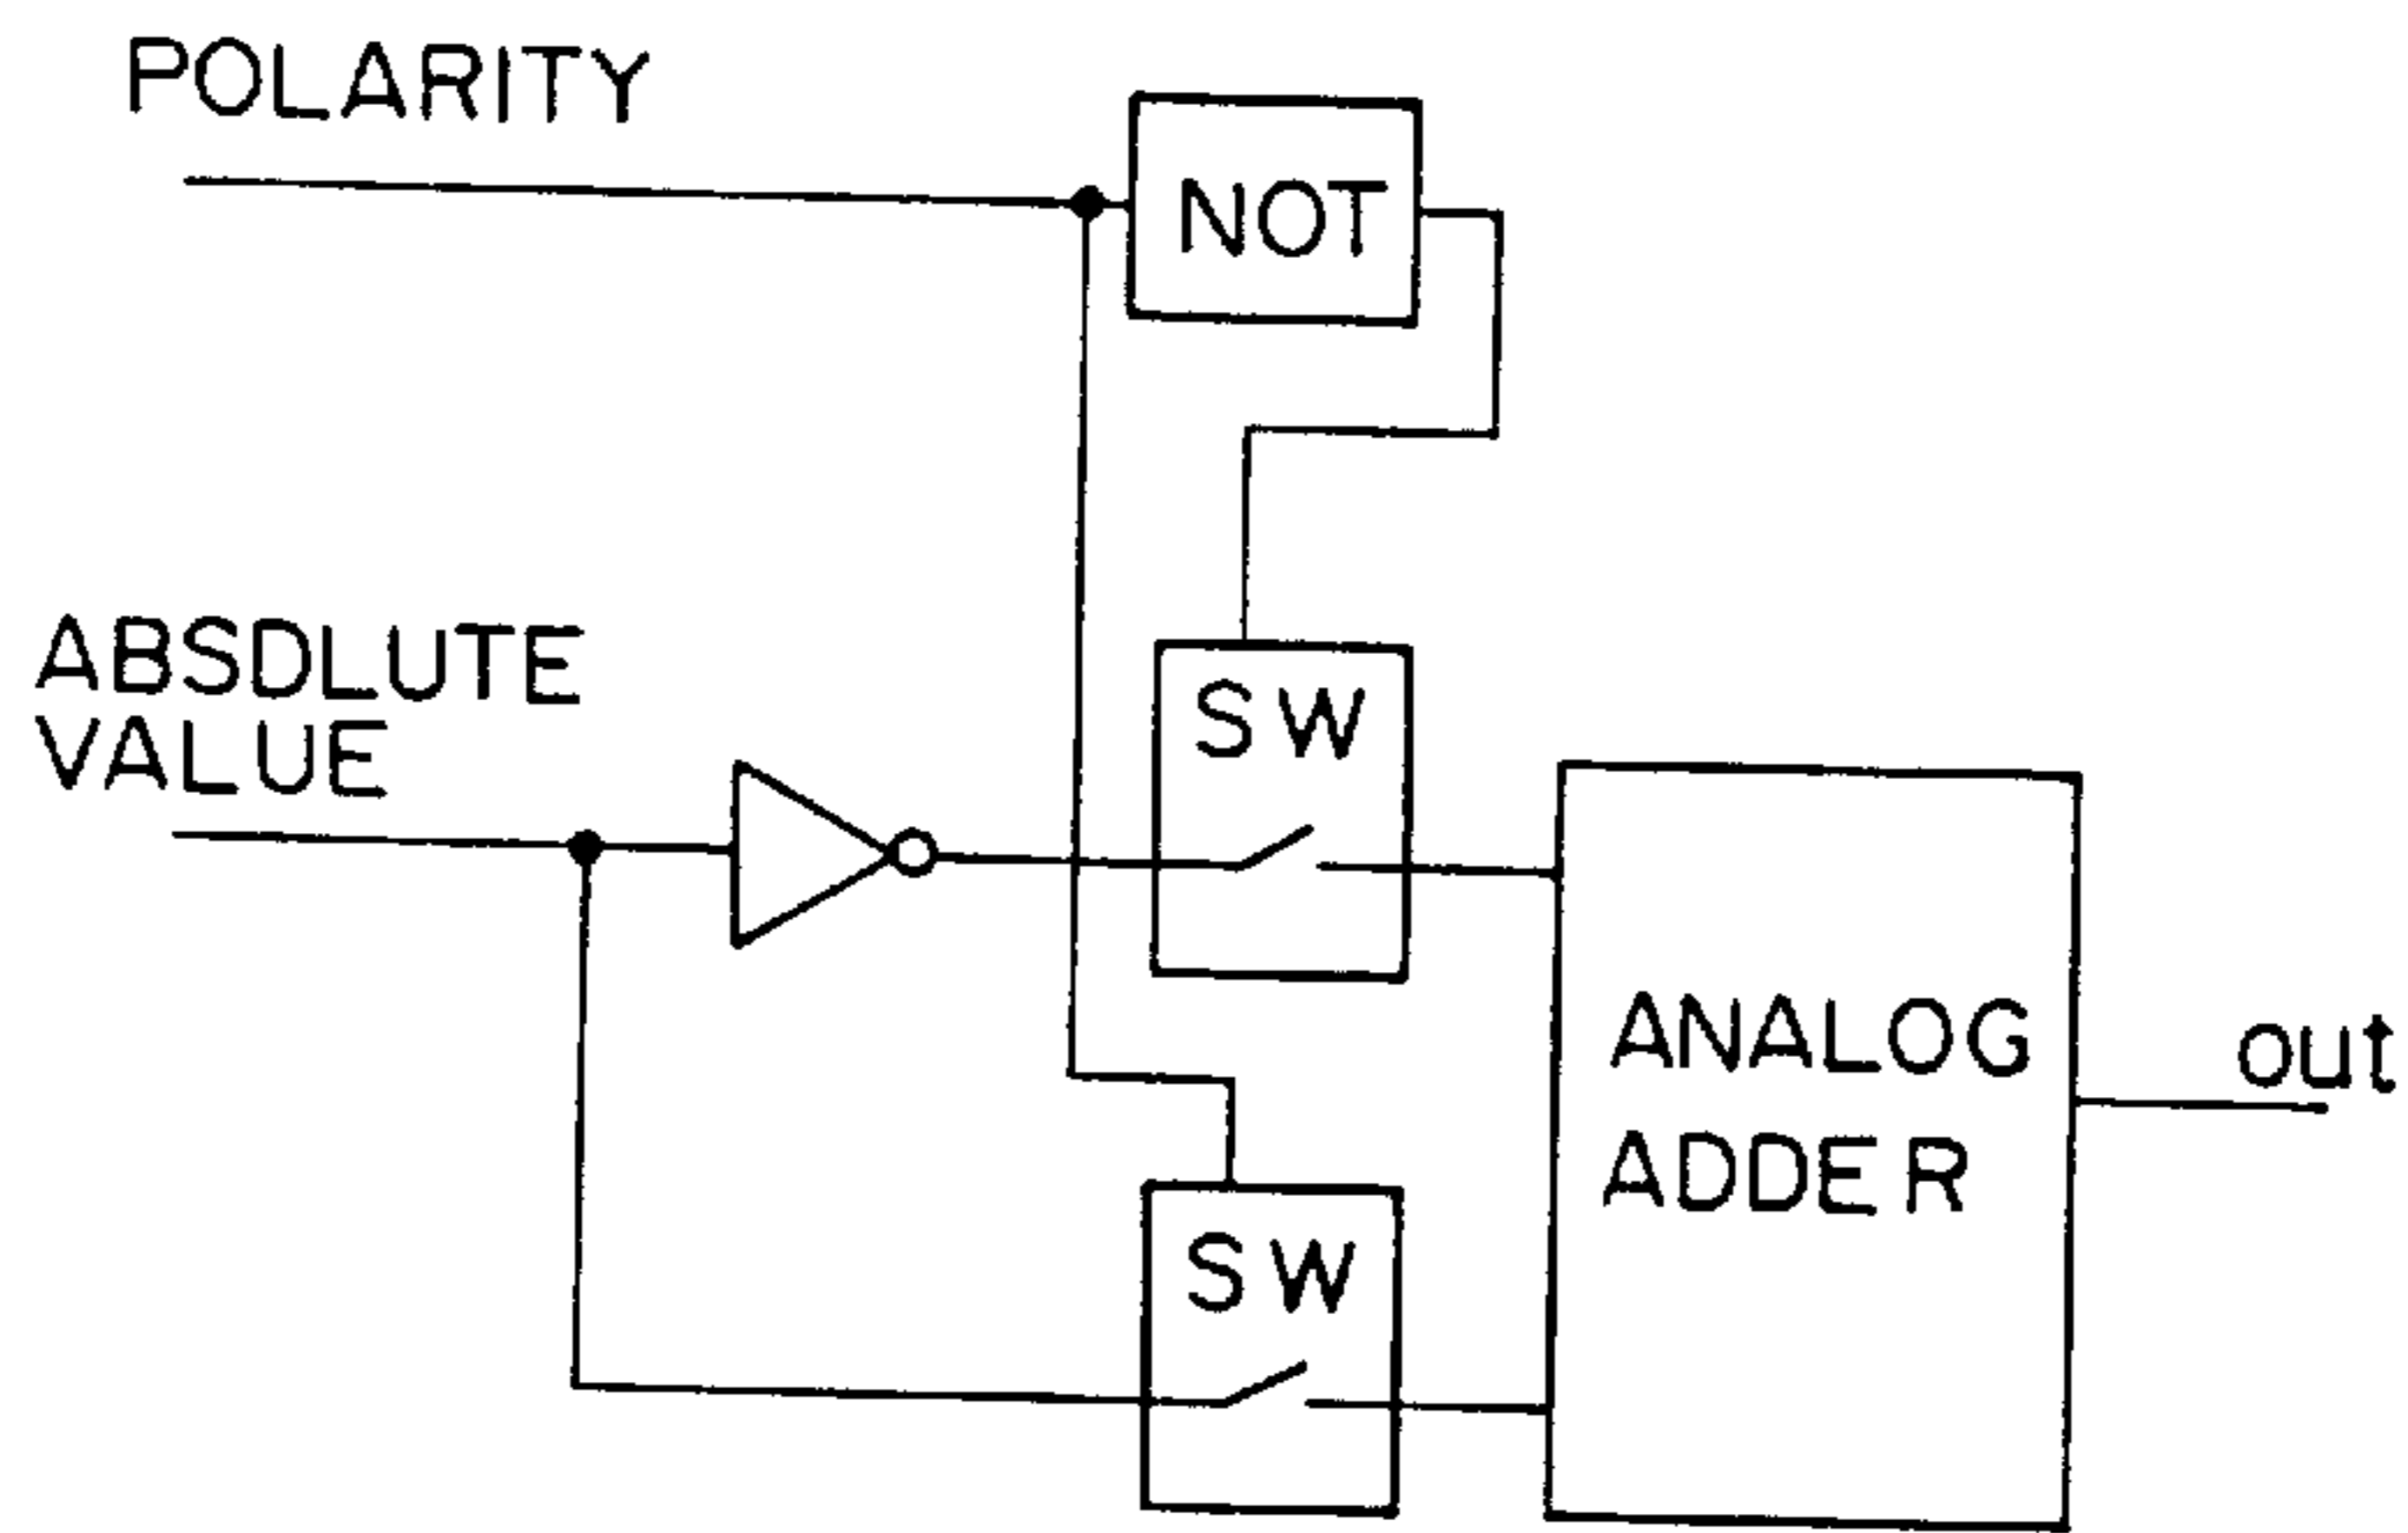 POLARITY
NOT
ABSDLUTE
VALUE
SW
ANALOG
ADDER
out
SW